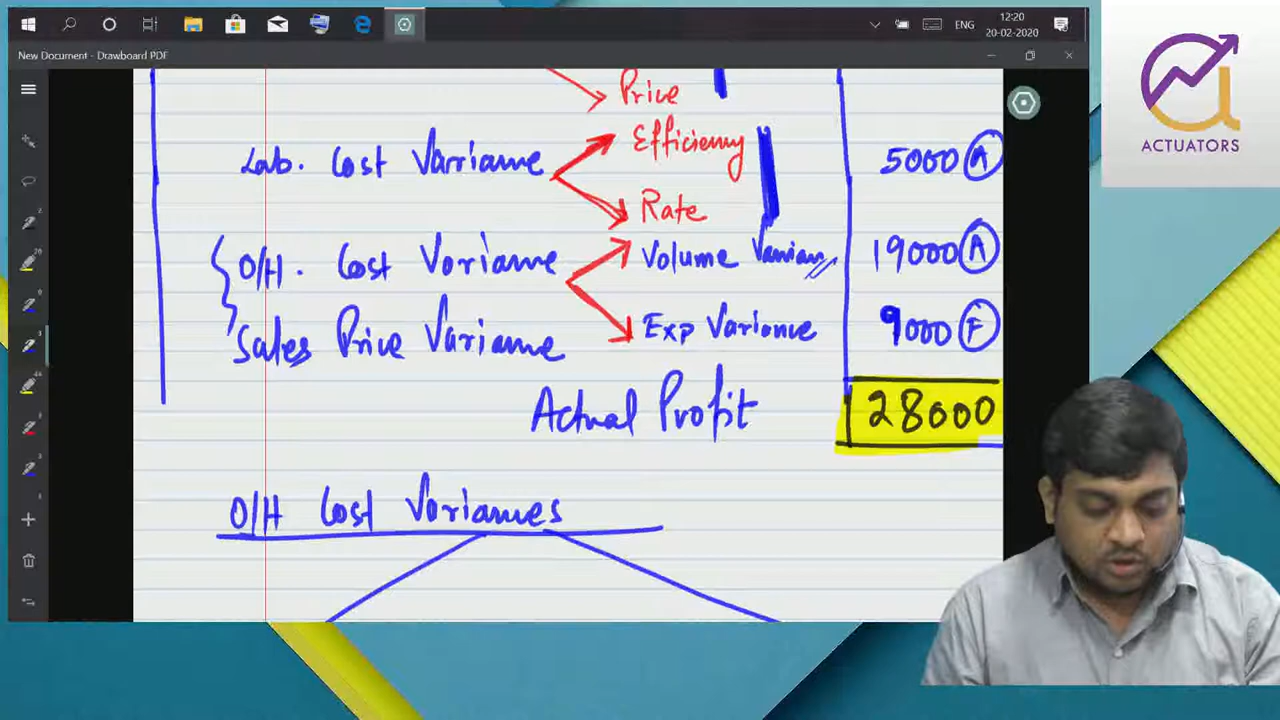 ENG
12:20
20-02-2020
New Document - Drawboard PDF
ACTUATORS
Price
Efficiency
Lab. Cost Variance 5000 A
Rate
O/H. Cost Variance Volume Varian 19000 A
Sales Price Variance Exp Variance 9000 F
Actual Profit 28000
O/H Cost Variances